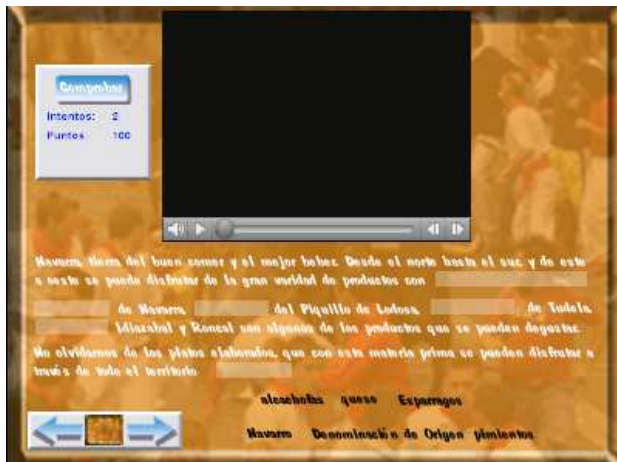 Comprobar
Intentos: 2
Puntos 100
Navarra, tierra del buen comer y el mejor beber. Desde el norte hasta el sur, y de este
a oeste se puede disfrutar de la gran varidad de productos con
de Navarra, del Piquillo de Lodosa, de Tudela,
Idiazabal y Roncal son algunos de los productos que se pueden degustar.
No olvidamos de los platos elaborados, que con esta materia prima se pueden disfrutar a
través de todo el territorio
alcachofas queso Esparragos
Navarro Denominación de Origen pimientos